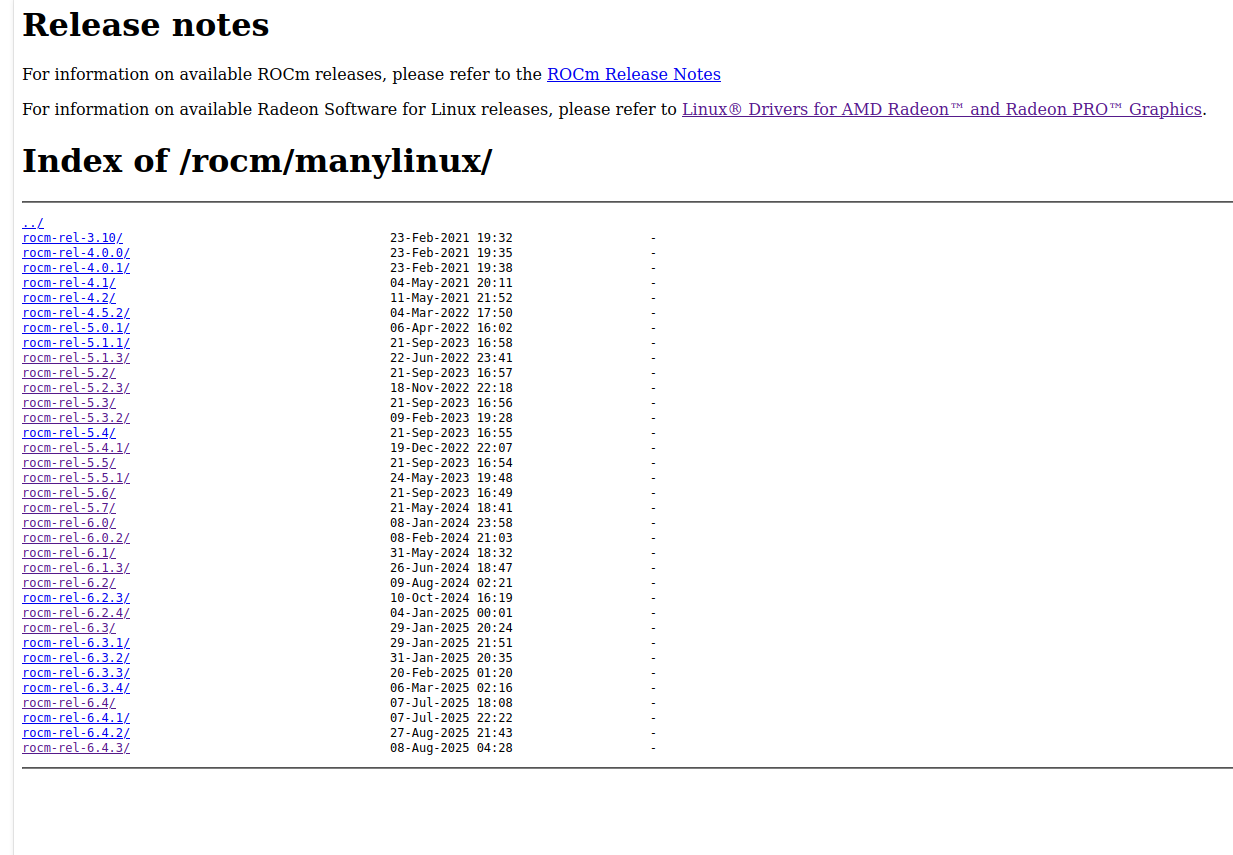 Release notes
For information on available ROCm releases, please refer to the ROCm Release Notes
For information on available Radeon Software for Linux releases, please refer to Linux® Drivers for AMD Radeon™ and Radeon PRO™ Graphics.
Index of /rocm/manylinux/
../
rocm-rel-3.10/ 23-Feb-2021 19:32 -
rocm-rel-4.0.0/ 23-Feb-2021 19:35 -
rocm-rel-4.0.1/ 23-Feb-2021 19:38 -
rocm-rel-4.1/ 04-May-2021 20:11 -
rocm-rel-4.2/ 11-May-2021 21:52 -
rocm-rel-4.5.2/ 04-Mar-2022 17:50 -
rocm-rel-5.0.1/ 06-Apr-2022 16:02 -
rocm-rel-5.1.1/ 21-Sep-2023 16:58 -
rocm-rel-5.1.3/ 22-Jun-2022 23:41 -
rocm-rel-5.2/ 21-Sep-2023 16:57 -
rocm-rel-5.2.3/ 18-Nov-2022 22:18 -
rocm-rel-5.3/ 21-Sep-2023 16:56 -
rocm-rel-5.3.2/ 09-Feb-2023 19:28 -
rocm-rel-5.4/ 21-Sep-2023 16:55 -
rocm-rel-5.4.1/ 19-Dec-2022 22:07 -
rocm-rel-5.5/ 21-Sep-2023 16:54 -
rocm-rel-5.5.1/ 24-May-2023 19:48 -
rocm-rel-5.6/ 21-Sep-2023 16:49 -
rocm-rel-5.7/ 21-May-2024 18:41 -
rocm-rel-6.0/ 08-Jan-2024 23:58 -
rocm-rel-6.0.2/ 08-Feb-2024 21:03 -
rocm-rel-6.1/ 31-May-2024 18:32 -
rocm-rel-6.1.3/ 26-Jun-2024 18:47 -
rocm-rel-6.2/ 09-Aug-2024 02:21 -
rocm-rel-6.2.3/ 10-Oct-2024 16:19 -
rocm-rel-6.2.4/ 04-Jan-2025 00:01 -
rocm-rel-6.3/ 29-Jan-2025 20:24 -
rocm-rel-6.3.1/ 29-Jan-2025 21:51 -
rocm-rel-6.3.2/ 31-Jan-2025 20:35 -
rocm-rel-6.3.3/ 20-Feb-2025 01:20 -
rocm-rel-6.3.4/ 06-Mar-2025 02:16 -
rocm-rel-6.4/ 07-Jul-2025 18:08 -
rocm-rel-6.4.1/ 07-Jul-2025 22:22 -
rocm-rel-6.4.2/ 27-Aug-2025 21:43 -
rocm-rel-6.4.3/ 08-Aug-2025 04:28 -